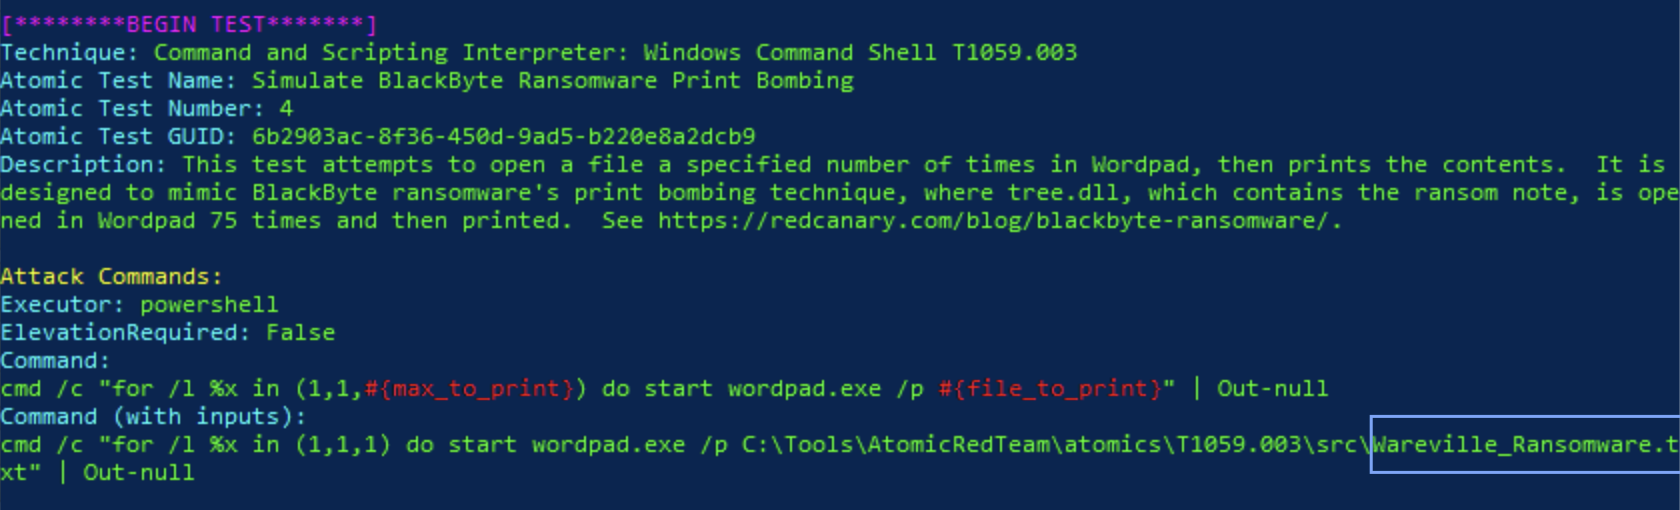 [********BEGIN TEST*******]
Technique: Command and Scripting Interpreter: Windows Command Shell T1059.003
Atomic Test Name: Simulate BlackByte Ransomware Print Bombing
Atomic Test Number: 4
Atomic Test GUID: 6b2903ac-8f36-450d-9ad5-b220e8a2dcb9
Description: This test attempts to open a file a specified number of times in Wordpad, then prints the contents.  It is
designed to mimic BlackByte ransomware's print bombing technique, where tree.dll, which contains the ransom note, is ope
ned in Wordpad 75 times and then printed.  See https://redcanary.com/blog/blackbyte-ransomware/.
Attack Commands:
Executor: powershell
ElevationRequired: False
Command:
cmd /c "for /l %x in (1,1,#{max_to_print}) do start wordpad.exe /p #{file_to_print}" | Out-null
Command (with inputs):
cmd /c "for /l %x in (1,1,1) do start wordpad.exe /p C:\Tools\AtomicRedTeam\atomics\T1059.003\src\Wareville_Ransomware.t
xt" | Out-null